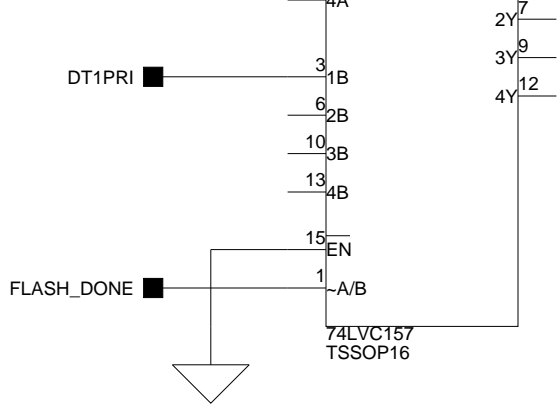 4A
2Y 7
3Y 9
4Y 12
DT1PRI 3 1B
6 2B
10 3B
13 4B
15 EN
FLASH_DONE 1 ~A/B
74LVC157
TSSOP16